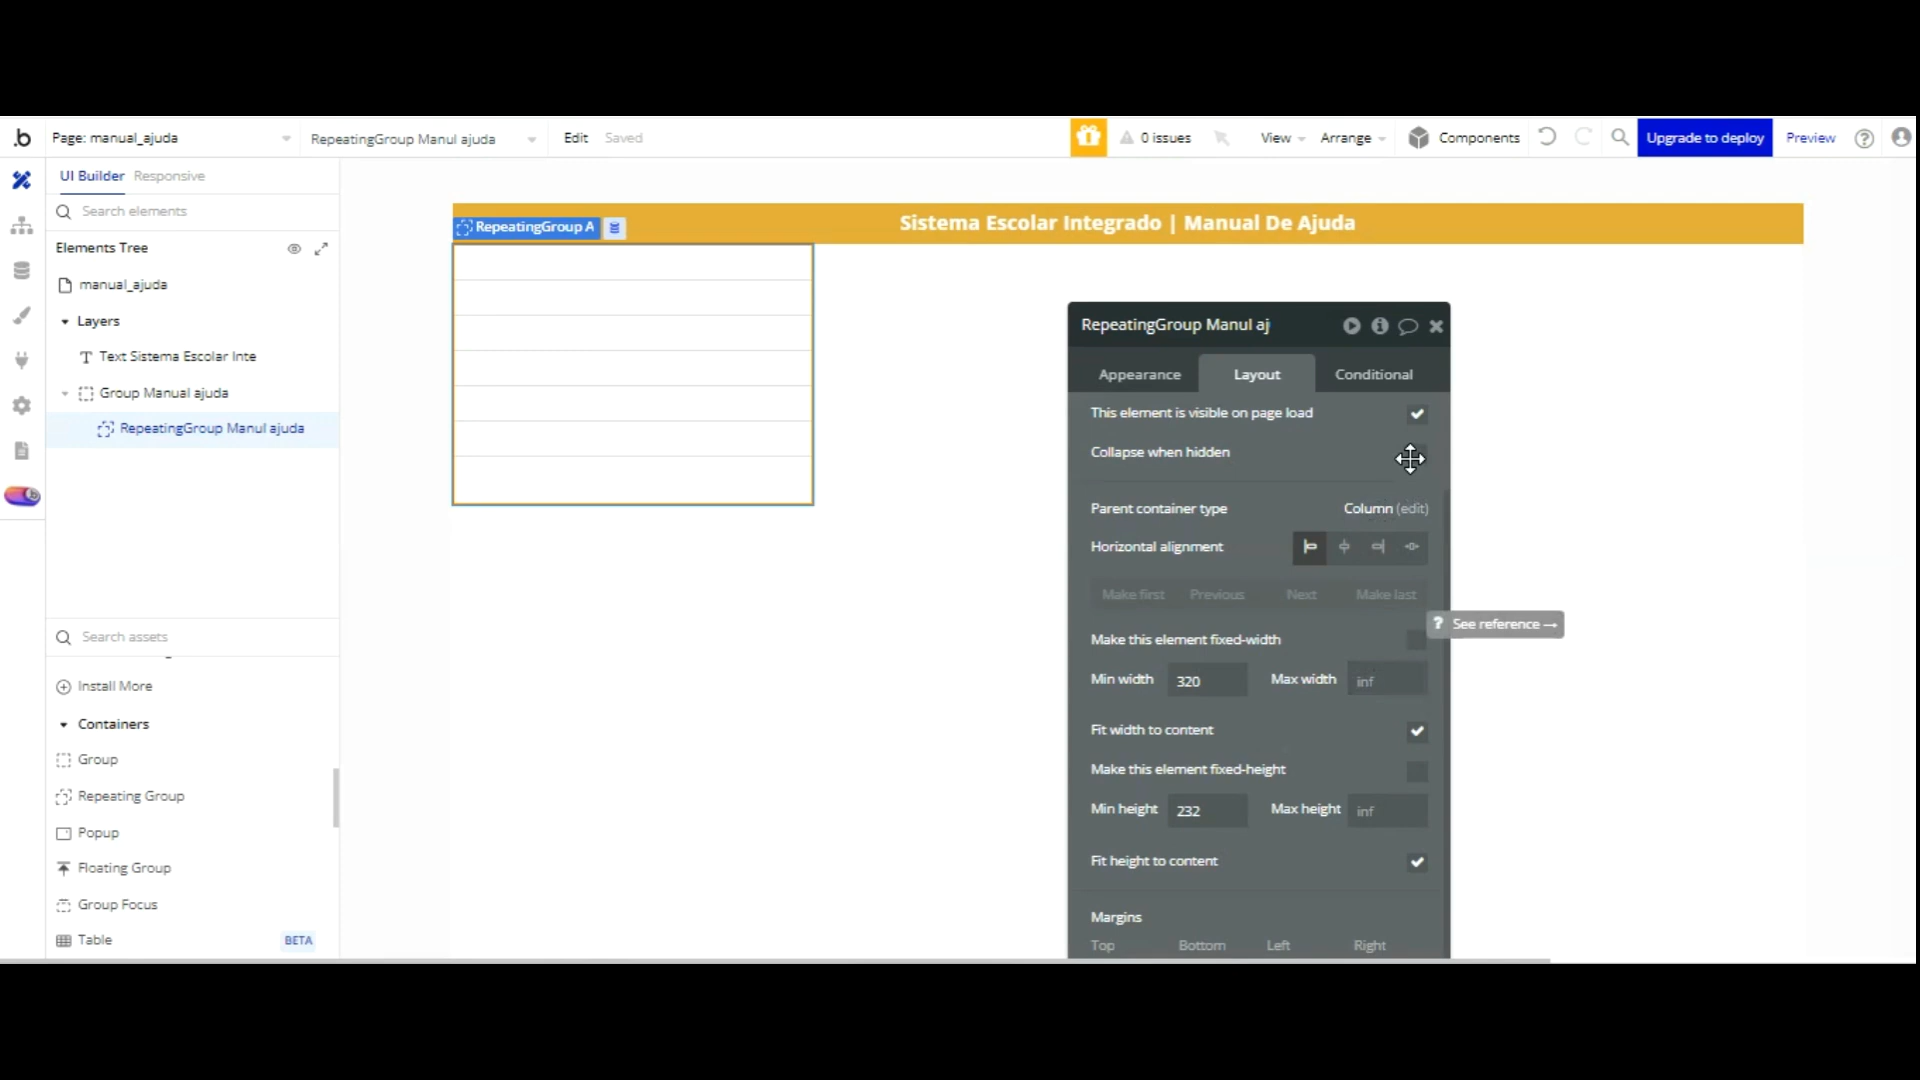 .b Page: manual_ajuda RepeatingGroup Manul ajuda Edit Saved 0 issues View Arrange Components Upgrade to deploy Preview
UI Builder Responsive
Search elements
Elements Tree
manual_ajuda
Layers
Text Sistema Escolar Inte
Group Manual ajuda
RepeatingGroup Manul ajuda
Search assets
Install More
Containers
Group
Repeating Group
Popup
Floating Group
Group Focus
Table BETA
Sistema Escolar Integrado | Manual De Ajuda
RepeatingGroup A
RepeatingGroup Manul aj
Appearance Layout Conditional
This element is visible on page load
Collapse when hidden
Parent container type Column (edit)
Horizontal alignment
Make first Previous Next Make last
? See reference →
Make this element fixed-width
Min width 320 Max width inf
Fit width to content
Make this element fixed-height
Min height 232 Max height inf
Fit height to content
Margins
Top Bottom Left Right